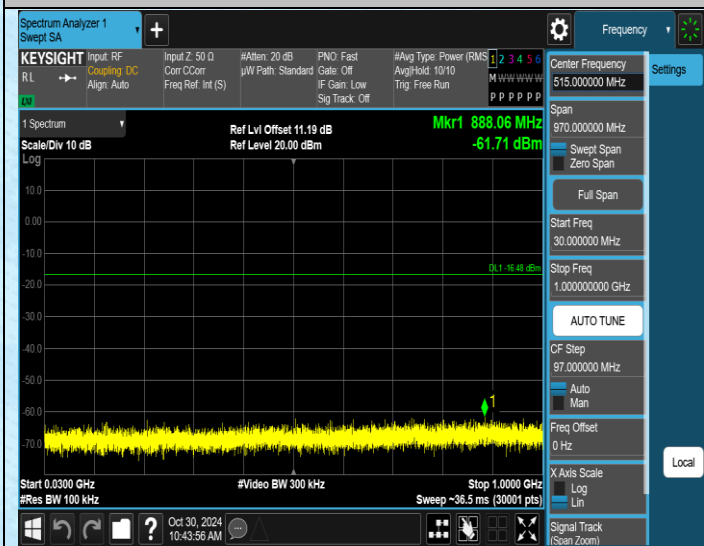 Spectrum Analyzer 1
Swept SA
Frequency
KEYSIGHT
RL
LXI
Input: RF
Coupling: DC
Align: Auto
Input Z: 50 Ω
Corr CCorr
Freq Ref: Int (S)
#Atten: 20 dB
µW Path: Standard
PNO: Fast
Gate: Off
IF Gain: Low
Sig Track: Off
#Avg Type: Power (RMS
Avg|Hold: 10/10
Trig: Free Run
1 2 3 4 5 6
M W W W W W
P P P P P P
1 Spectrum
Scale/Div 10 dB
Ref Lvl Offset 11.19 dB
Ref Level 20.00 dBm
Mkr1 888.06 MHz
-61.71 dBm
Log
10.0
0.00
-10.0
DL1 -16.48 dBm
-20.0
-30.0
-40.0
-50.0
-60.0
1
-70.0
Start 0.0300 GHz
#Res BW 100 kHz
#Video BW 300 kHz
Stop 1.0000 GHz
Sweep ~36.5 ms (30001 pts)
Center Frequency
515.000000 MHz
Settings
Span
970.000000 MHz
Swept Span
Zero Span
Full Span
Start Freq
30.000000 MHz
Stop Freq
1.000000000 GHz
AUTO TUNE
CF Step
97.000000 MHz
Auto
Man
Freq Offset
0 Hz
Local
X Axis Scale
Log
Lin
Signal Track
(Span Zoom)
?
Oct 30, 2024
10:43:56 AM